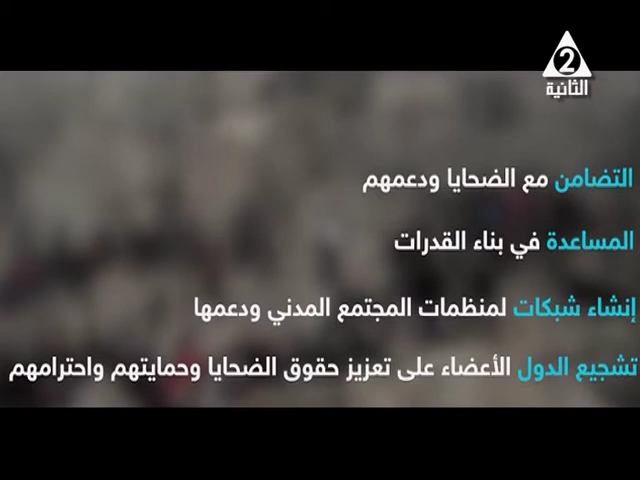 2
الثانية
التضامن مع الضحايا ودعمهم
المساعدة في بناء القدرات
إنشاء شبكات لمنظمات المجتمع المدني ودعمها
تشجيع الدول الأعضاء على تعزيز حقوق الضحايا وحمايتهم واحترامهم